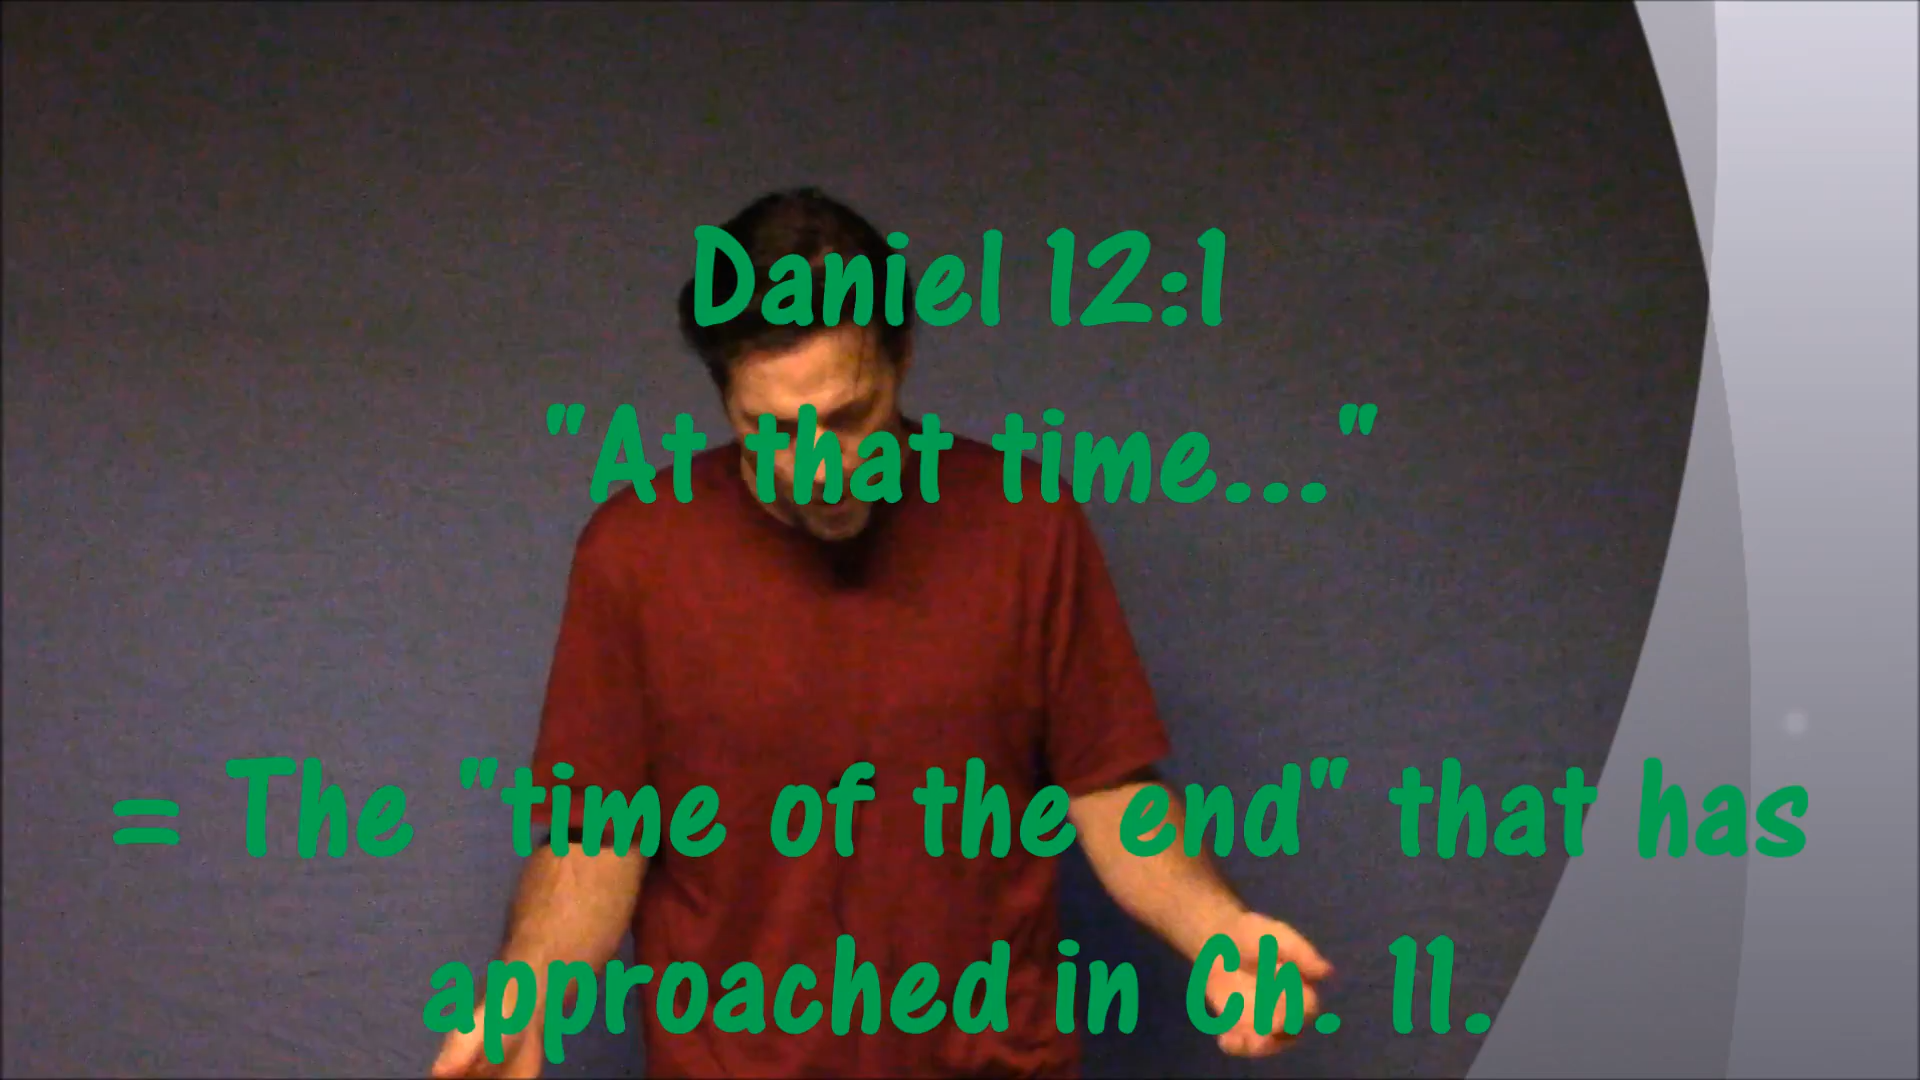 Daniel 12:1
"At that time..."
= The "time of the end" that has
approached in Ch. 11.